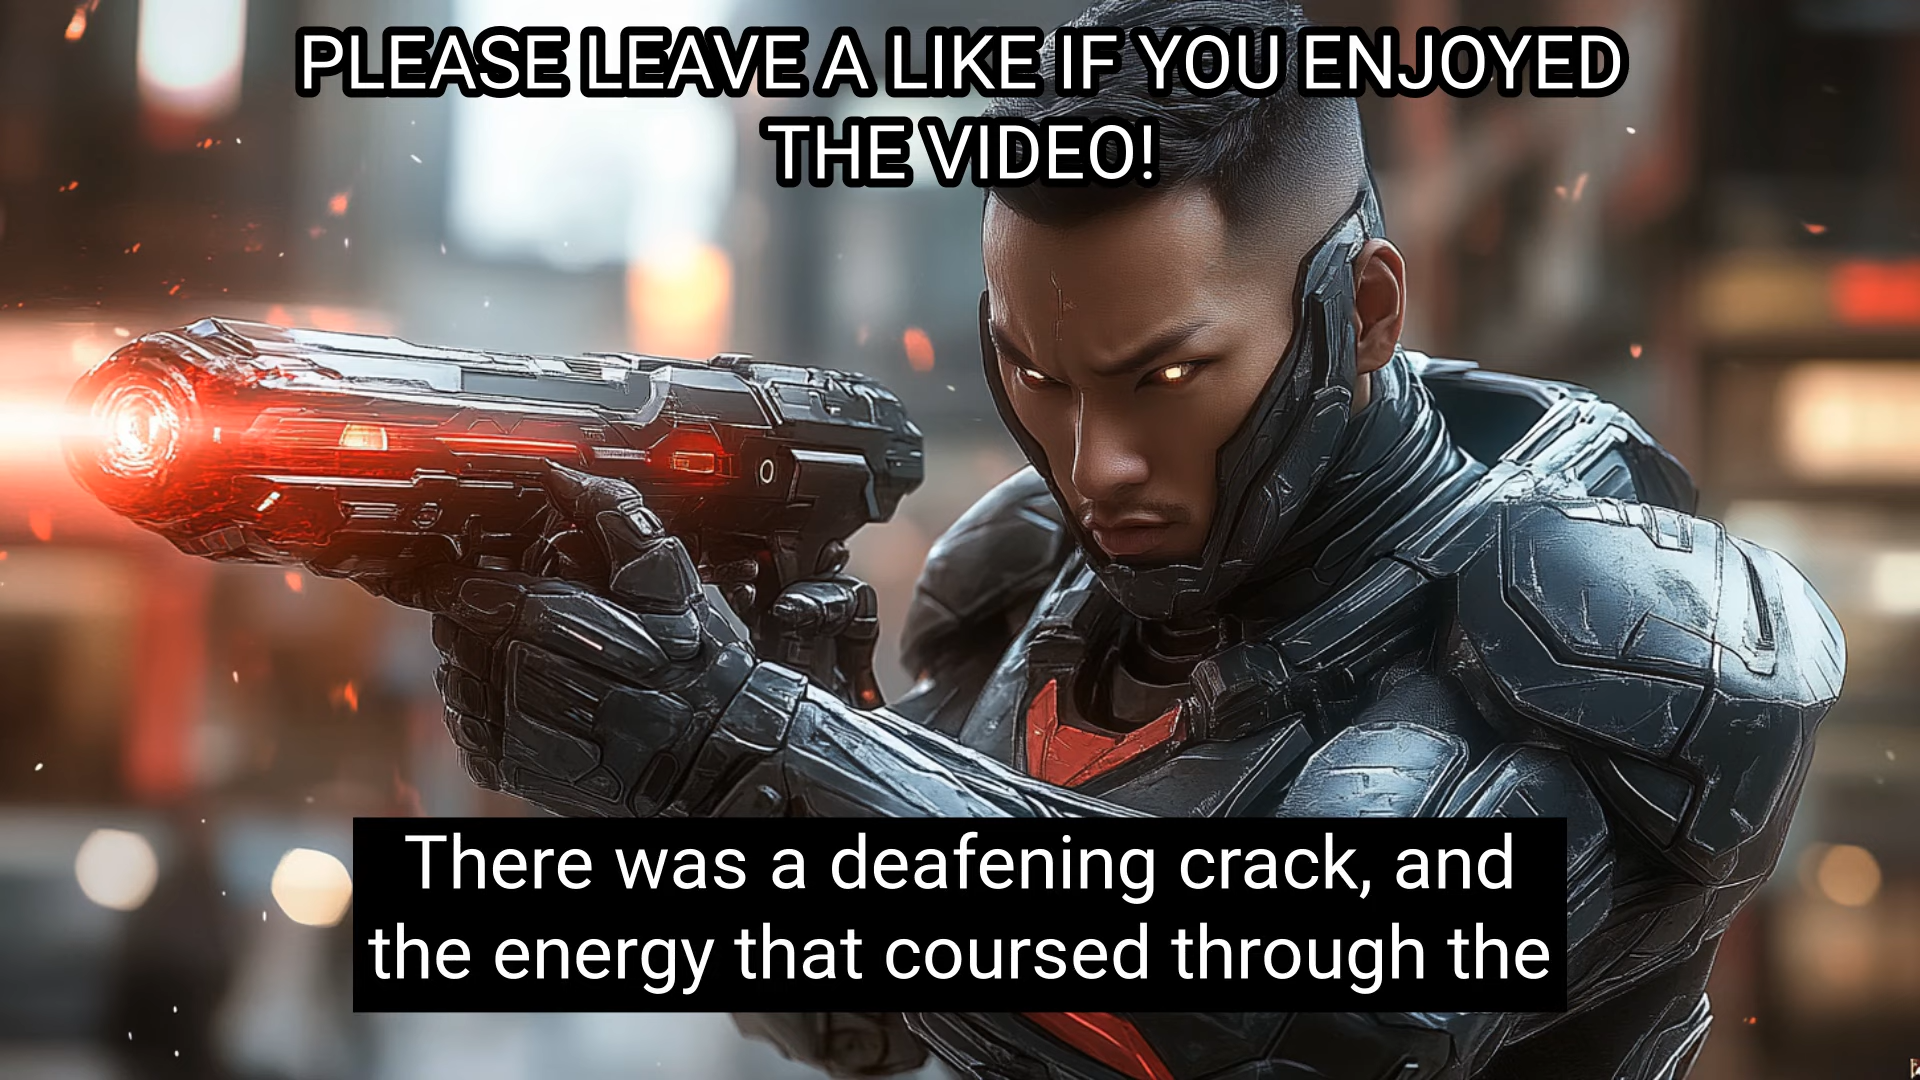 PLEASE LEAVE A LIKE IF YOU ENJOYED
THE VIDEO!
There was a deafening crack, and
the energy that coursed through the